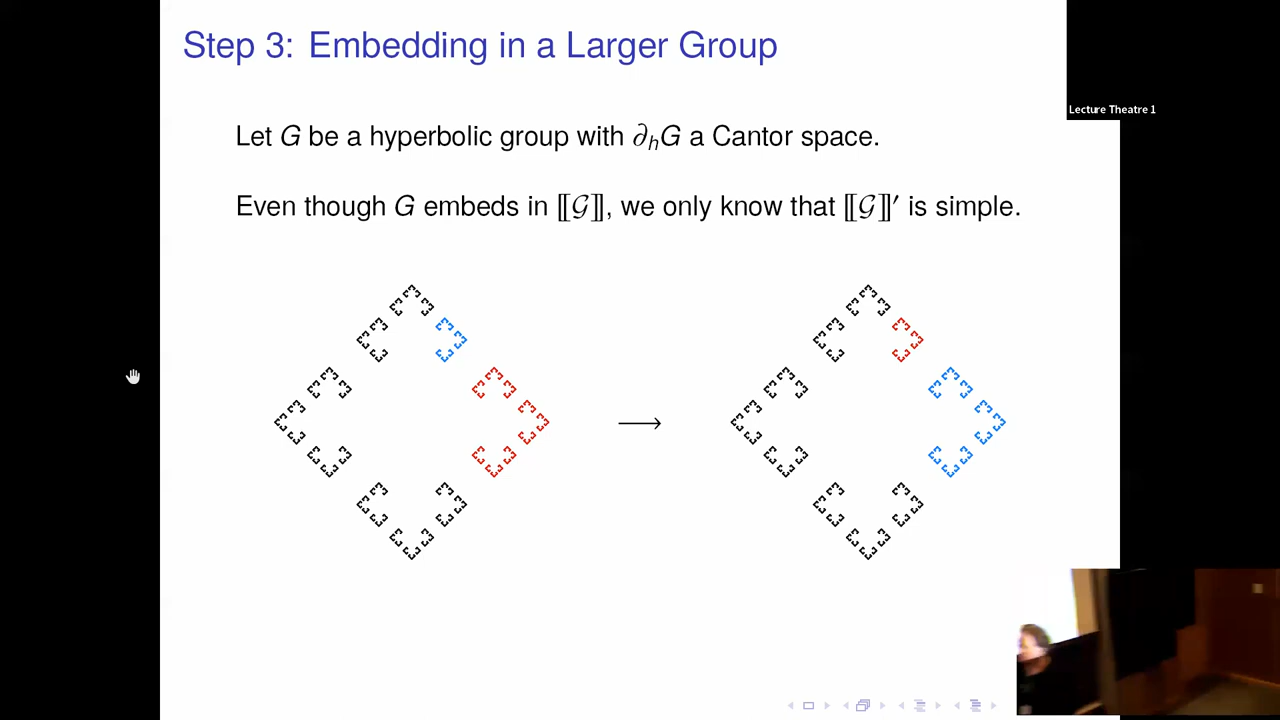 Step 3: Embedding in a Larger Group
Lecture Theatre 1
Let G be a hyperbolic group with ∂ₕG a Cantor space.
Even though G embeds in ⟦𝒢⟧, we only know that ⟦𝒢⟧′ is simple.